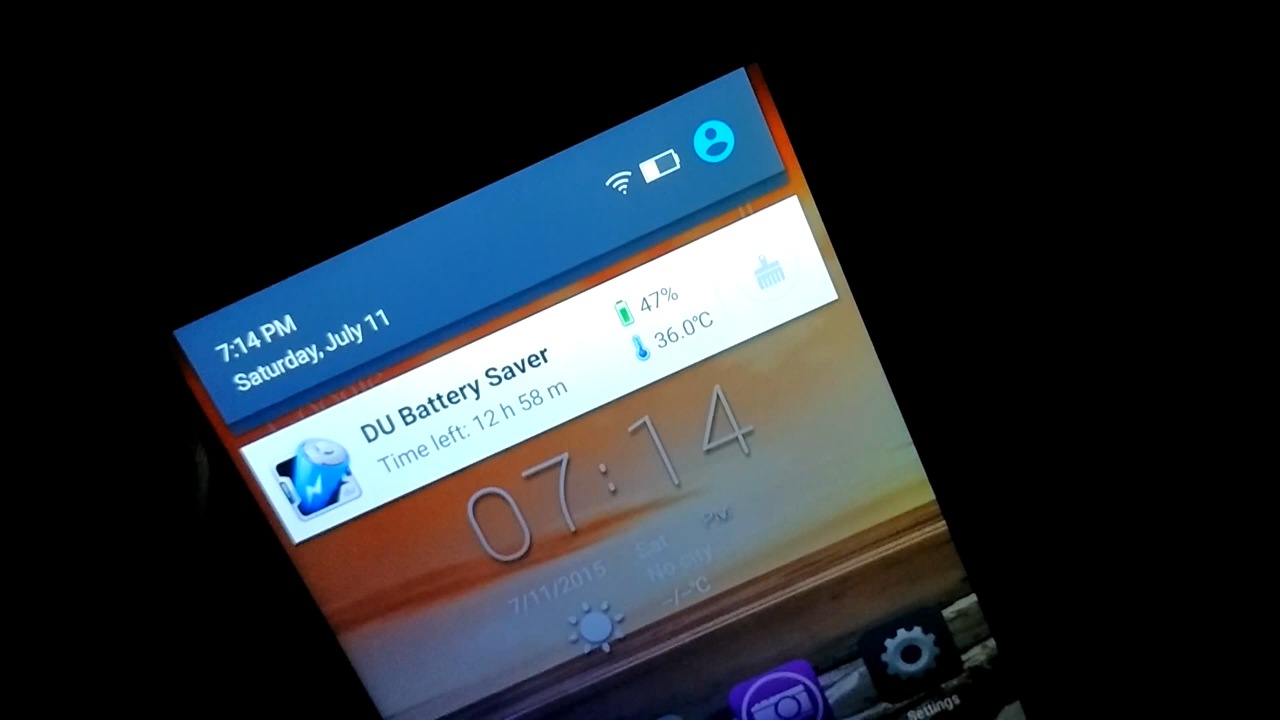 7:14 PM
Saturday, July 11
DU Battery Saver
Time left: 12 h 58 m
47%
36.0°C
07:14
PM
7/11/2015
Sat
No city
-/-°C
Settings